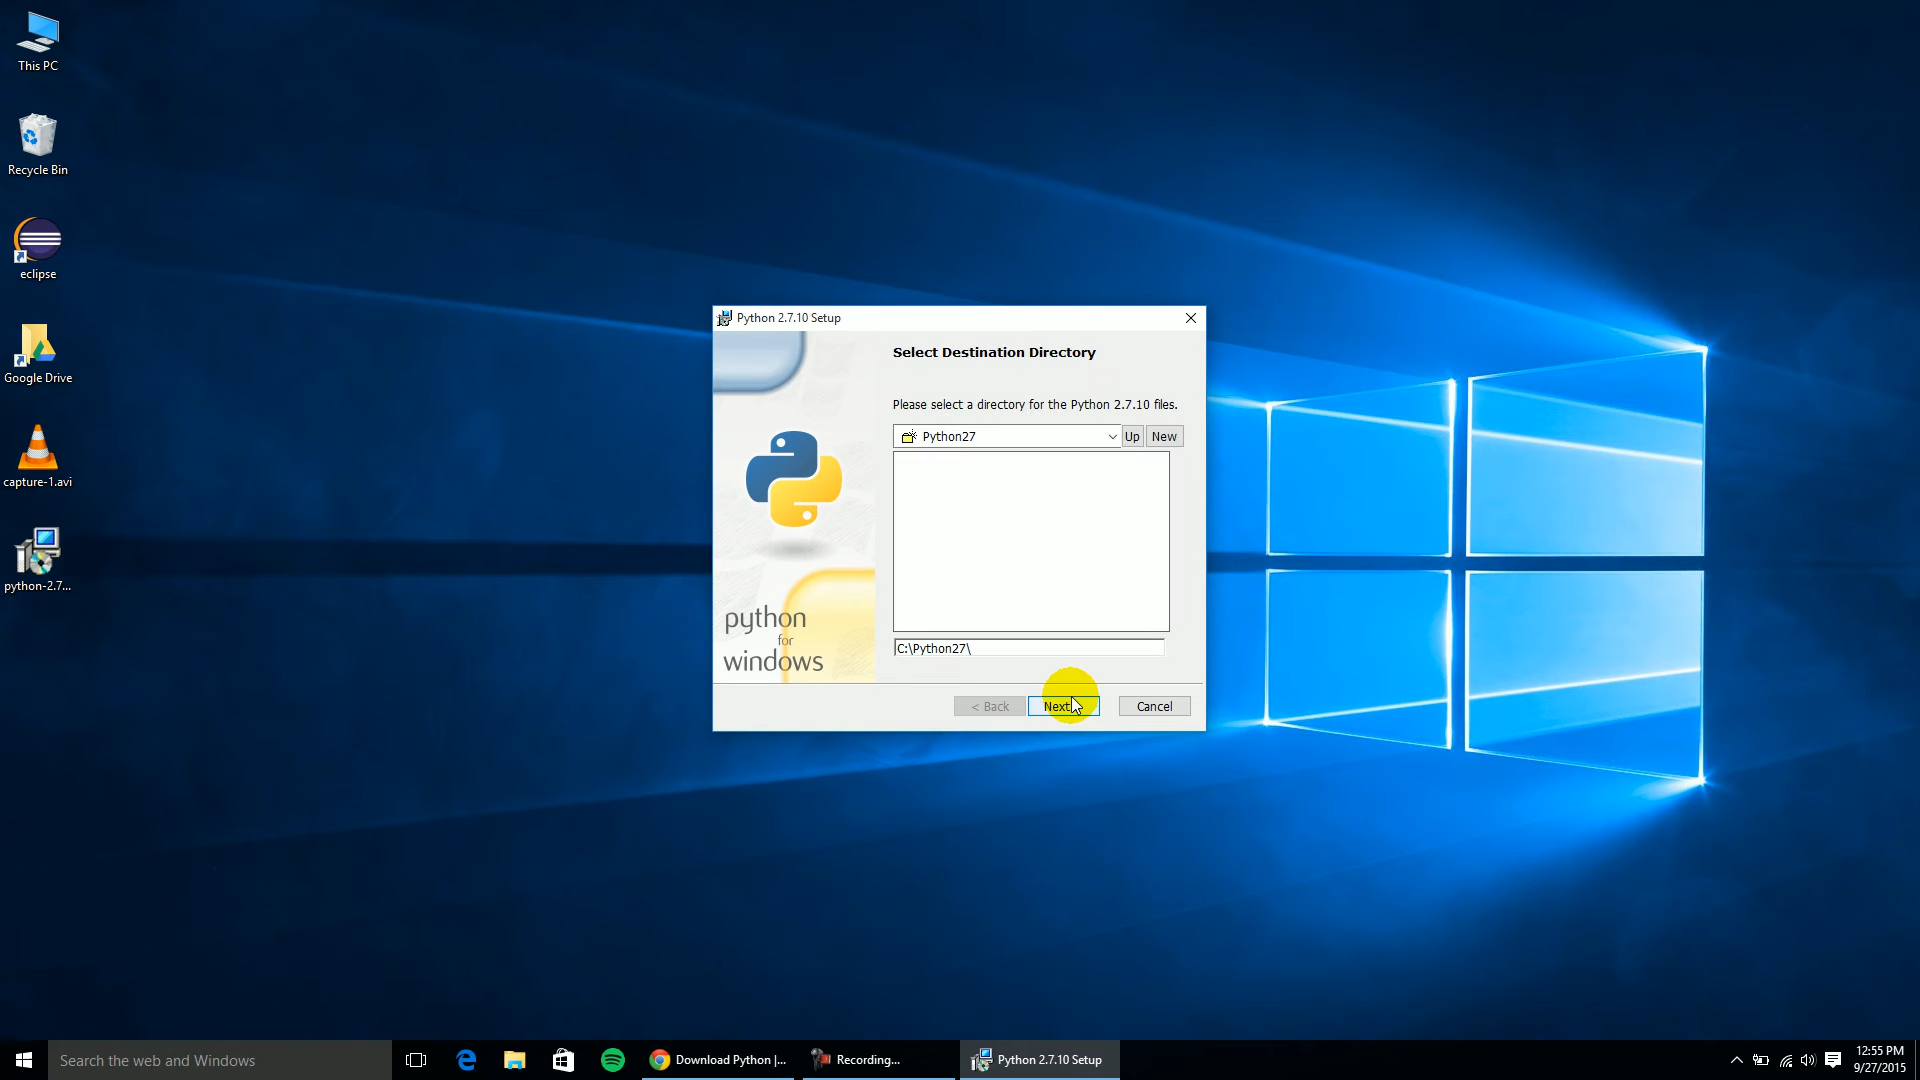 This PC
Recycle Bin
eclipse
Google Drive
capture-1.avi
python-2.7...
Python 2.7.10 Setup
Select Destination Directory
Please select a directory for the Python 2.7.10 files.
Python27
Up
New
C:\Python27\
python
for
windows
< Back
Next
Cancel
Search the web and Windows
Download Python |...
Recording...
Python 2.7.10 Setup
12:55 PM
9/27/2015